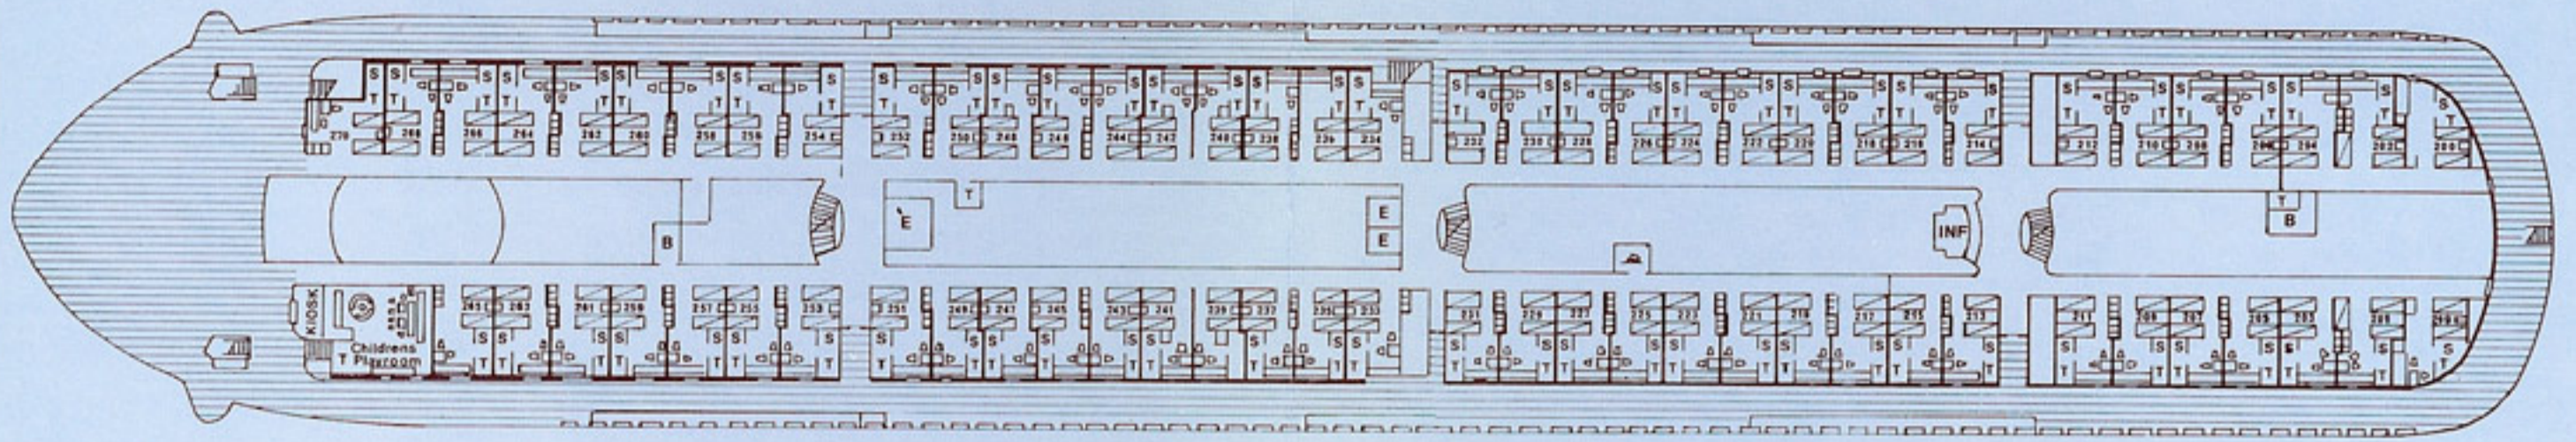 S S S S S S S S S S S S S S S S S S S S S S S S S S S S S S S
T T T T T T T T T T T T T T T T T T T T T T T T T T T T T T T
270 268 266 264 262 260 258 256 254 252 250 248 246 244 242 240 238 236 234 232 230 228 226 224 222 220 218 216 214 212 210 208 204 202 200
T
E
B
E
E
INF
T
B
KIOSK
Childrens
Playroom
T
265 263 261 259 257 255 253 251 249 247 245 243 241 239 237 235 233 231 229 227 225 223 221 217 215 213 211 209 207 205 203